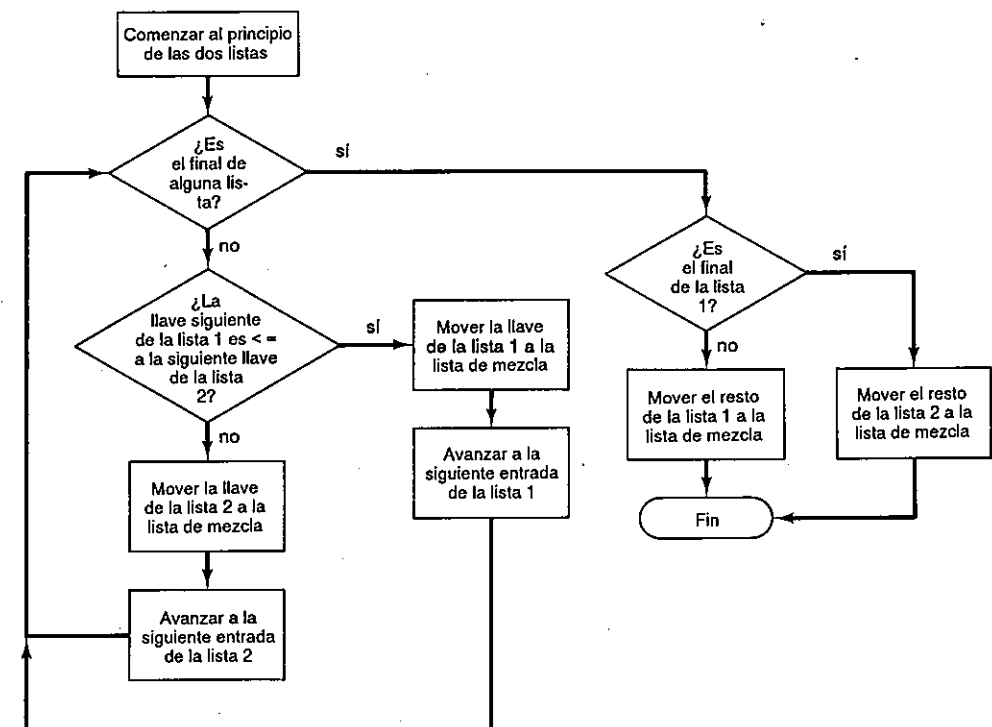 Comenzar al principio
de las dos listas
¿Es
el final de
alguna lis-
ta?
sí
no
¿La
llave siguiente
de la lista 1 es < =
a la siguiente llave
de la lista
2?
sí
no
Mover la llave
de la lista 1 a la
lista de mezcla
Avanzar a la
siguiente entrada
de la lista 1
Mover la llave
de la lista 2 a la
lista de mezcla
Avanzar a la
siguiente entrada
de la lista 2
¿Es
el final
de la lista
1?
sí
no
Mover el resto
de la lista 1 a la
lista de mezcla
Mover el resto
de la lista 2 a la
lista de mezcla
Fin